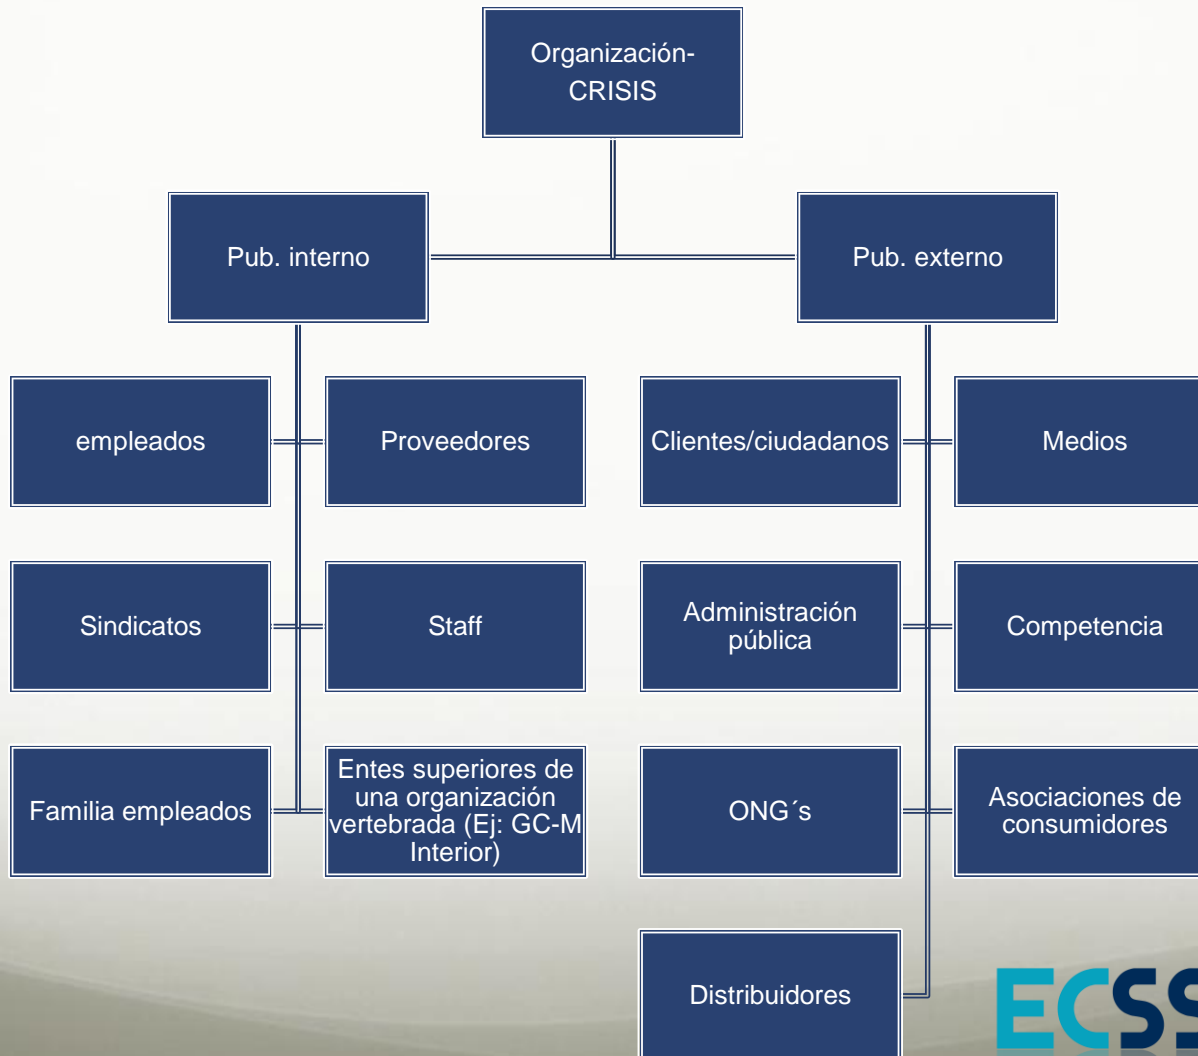 Organización-
CRISIS
Pub. interno
Pub. externo
empleados
Proveedores
Clientes/ciudadanos
Medios
Sindicatos
Staff
Administración
pública
Competencia
Familia empleados
Entes superiores de
una organización
vertebrada (Ej: GC-M
Interior)
ONG´s
Asociaciones de
consumidores
Distribuidores
ECSS